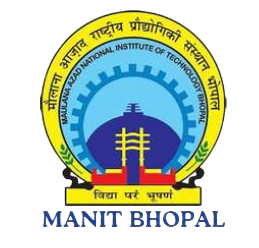 मौलाना आज़ाद राष्ट्रीय प्रौद्योगिकी संस्थान भोपाल
MAULANA AZAD NATIONAL INSTITUTE OF TECHNOLOGY BHOPAL
विद्या परं भूषणं
MANIT BHOPAL